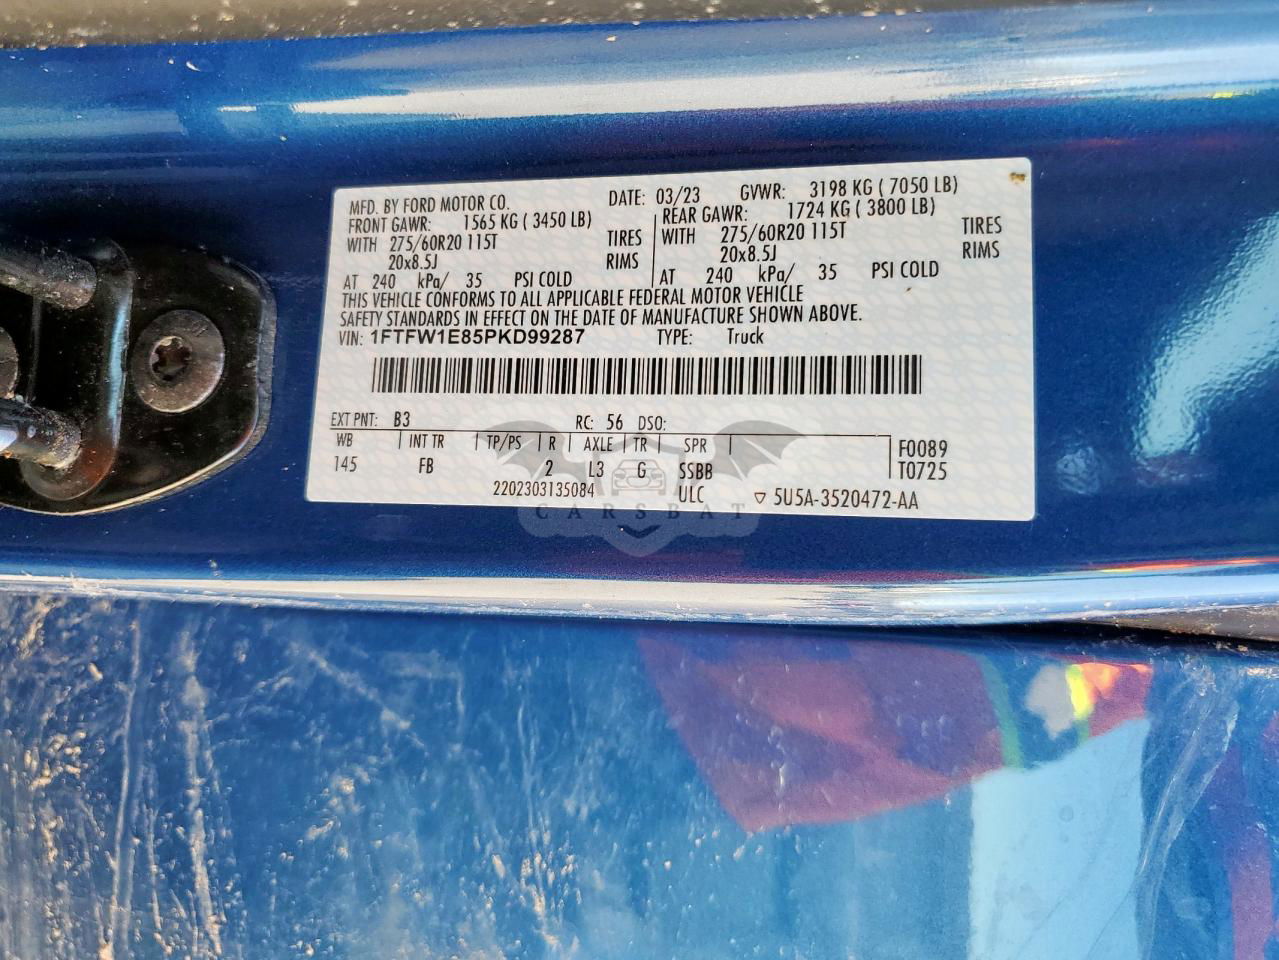 MFD. BY FORD MOTOR CO. DATE: 03/23 GVWR: 3198 KG ( 7050 LB)
FRONT GAWR: 1565 KG ( 3450 LB) REAR GAWR: 1724 KG ( 3800 LB)
WITH 275/60R20 115T TIRES WITH 275/60R20 115T TIRES
20x8.5J RIMS 20x8.5J RIMS
AT 240 kPa/ 35 PSI COLD AT 240 kPa/ 35 PSI COLD
THIS VEHICLE CONFORMS TO ALL APPLICABLE FEDERAL MOTOR VEHICLE
SAFETY STANDARDS IN EFFECT ON THE DATE OF MANUFACTURE SHOWN ABOVE.
VIN: 1FTFW1E85PKD99287 TYPE: Truck
EXT PNT: B3 RC: 56 DSO:
WB INT TR TP/PS R AXLE TR SPR F0089
145 FB 2 L3 G SSBB T0725
2202303135084 ULC 5U5A-3520472-AA
CARSBAT